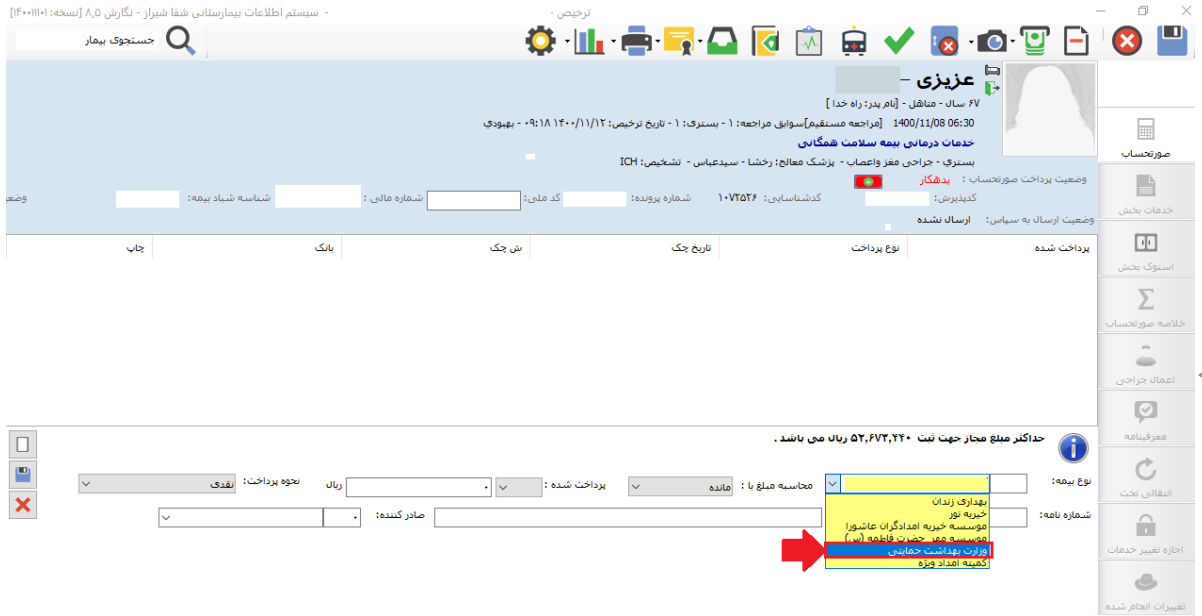 ترخیص -
- سیستم اطلاعات بیمارستانی شفا شیراز - نگارش ۸,۵ [نسخه: ۱۴۰۰۱۱۱۰۱]
جستجوی بیمار
عزیزی –
۶۷ سال - متاهل - [نام پدر: راه خدا ]
1400/11/08 06:30 [مراجعه مستقیم]سوابق مراجعه: ۱ - بستری: ۱ - تاریخ ترخیص: ۱۴۰۰/۱۱/۱۲ ۰۹:۱۸ - بهبودي
خدمات درمانی بیمه سلامت همگانی
بستري - جراحی مغز واعصاب - پزشک معالج: رخشا - سیدعباس - تشخیص: ICH
وضعیت پرداخت صورتحساب : بدهکار
کدپذیرش: کدشناسایی: ۱۰۷۲۵۲۶ شماره پرونده: کد ملی: شماره مالی : شناسه شباد بیمه: وضع
وضعیت ارسال به سپاس: ارسال نشده
پرداخت شده نوع پرداخت تاریخ چک ش چک بانک چاپ
صورتحساب
خدمات بخش
استوک بخش
خلاصه صورتحساب
اعمال جراحی
معرفینامه
انتقالی تخت
اجازه تغییر خدمات
تغییرات انجام شده
حداکثر مبلغ مجاز جهت ثبت ۵۲,۶۷۳,۴۴۰ ریال می باشد .
نوع بیمه: محاسبه مبلغ با : مانده پرداخت شده : ۰ ریال نحوه پرداخت: نقدی
شماره نامه: صادر کننده: ۰
بهداری زندان
خیریه نور
موسسه خیریه امدادگران عاشورا
موسسه مهر حضرت فاطمه (س)
وزارت بهداشت حمایتی
کمیته امداد ویژه